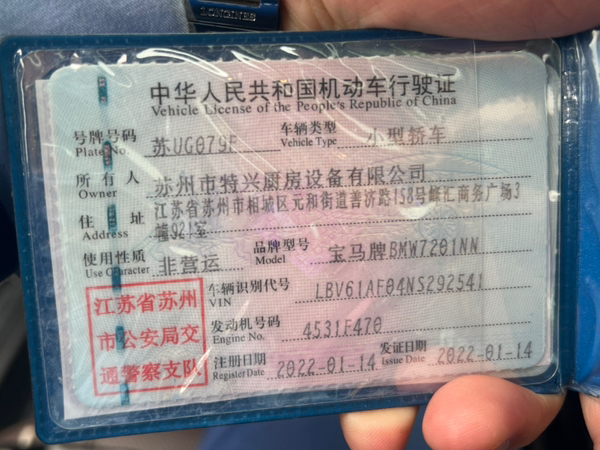 LONGINES
中华人民共和国机动车行驶证
Vehicle License of the People's Republic of China
号牌号码 苏UG079F 车辆类型 小型轿车
Plate No. Vehicle Type
所有人 苏州市特兴厨房设备有限公司
Owner
住址 江苏省苏州市相城区元和街道善济路158号峰汇商务广场3
Address 幢921室
使用性质 非营运 品牌型号 宝马牌BMW7201NN
Use Character Model
江苏省苏州
市公安局交
通警察支队
车辆识别代号 LBV61AF04NS292541
VIN
发动机号码 4531F470
Engine No.
注册日期 2022-01-14 发证日期 2022-01-14
Register Date Issue Date